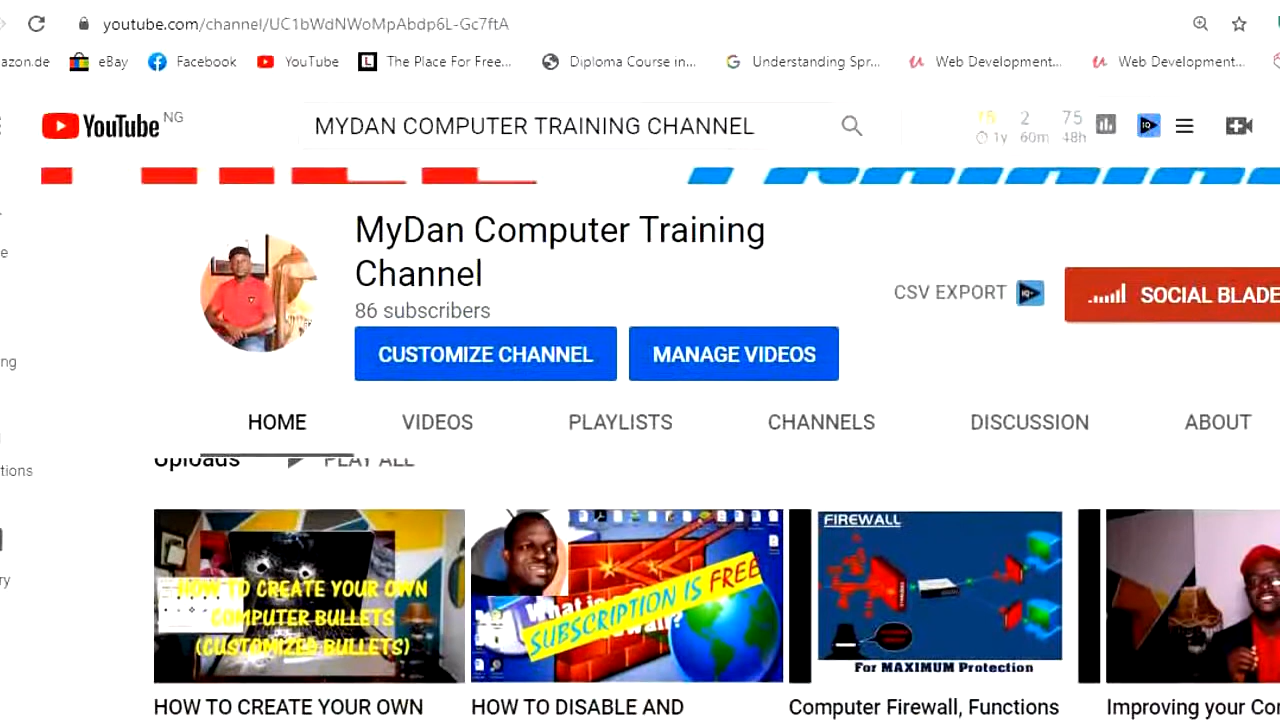 youtube.com/channel/UC1bWdNWoMpAbdp6L-Gc7ftA
azon.de eBay Facebook YouTube The Place For Free... Diploma Course in... Understanding Spr... Web Development... Web Development...
YouTube NG MYDAN COMPUTER TRAINING CHANNEL
75 2 75
1y 60m 48h
MyDan Computer Training
Channel
86 subscribers
CSV EXPORT
SOCIAL BLADE
CUSTOMIZE CHANNEL MANAGE VIDEOS
HOME VIDEOS PLAYLISTS CHANNELS DISCUSSION ABOUT
Uploads PLAY ALL
HOW TO CREATE YOUR OWN
COMPUTER BULLETS
(CUSTOMIZED BULLETS)
What is
SUBSCRIPTION IS FREE
FIREWALL
For MAXIMUM Protection
HOW TO CREATE YOUR OWN HOW TO DISABLE AND Computer Firewall, Functions Improving your Co